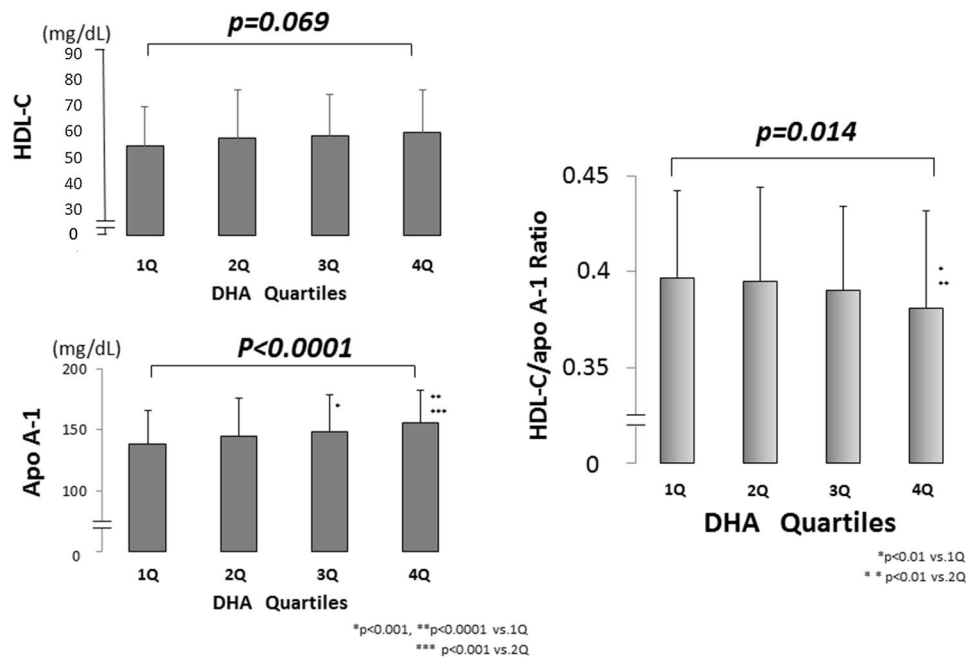 p=0.069
(mg/dL)
HDL-C
90
80
70
60
50
40
30
0
1Q 2Q 3Q 4Q
DHA Quartiles
P<0.0001
(mg/dL)
Apo A-1
200
150
100
0
*
**
***
1Q 2Q 3Q 4Q
DHA Quartiles
*p<0.001, **p<0.0001 vs.1Q
*** p<0.001 vs.2Q
p=0.014
HDL-C/apo A-1 Ratio
0.45
0.4
0.35
0
*
**
1Q 2Q 3Q 4Q
DHA Quartiles
*p<0.01 vs.1Q
* * p<0.01 vs.2Q